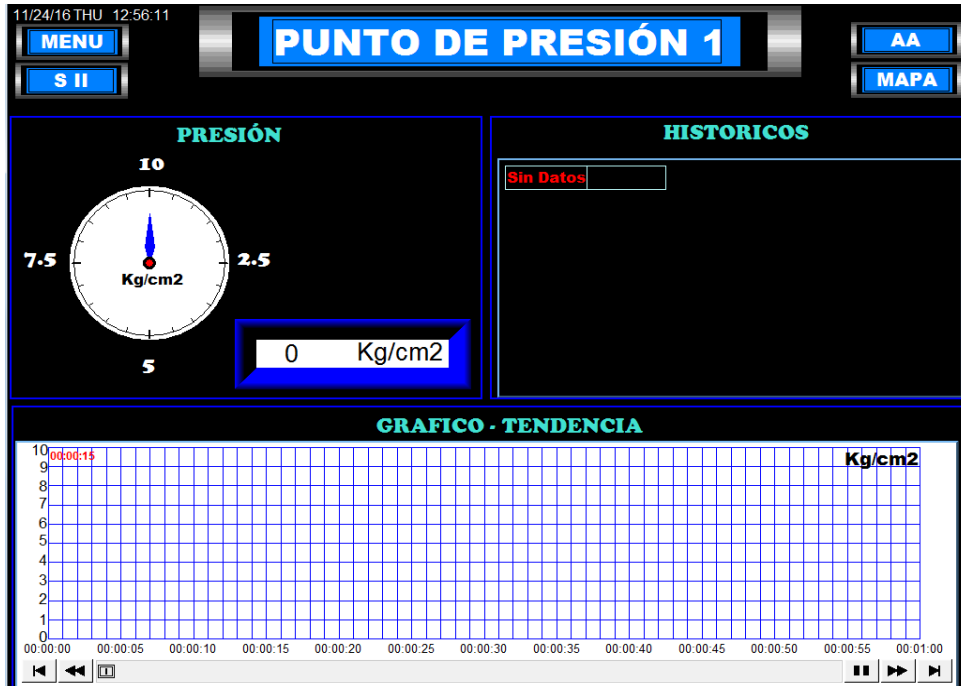 11/24/16 THU 12:56:11
MENU
PUNTO DE PRESIÓN 1
AA
S II
MAPA
PRESIÓN
10
7.5
2.5
Kg/cm2
5
0 Kg/cm2
HISTORICOS
Sin Datos
GRAFICO - TENDENCIA
10
00:00:15
Kg/cm2
9
8
7
6
5
4
3
2
1
0
00:00:00 00:00:05 00:00:10 00:00:15 00:00:20 00:00:25 00:00:30 00:00:35 00:00:40 00:00:45 00:00:50 00:00:55 00:01:00